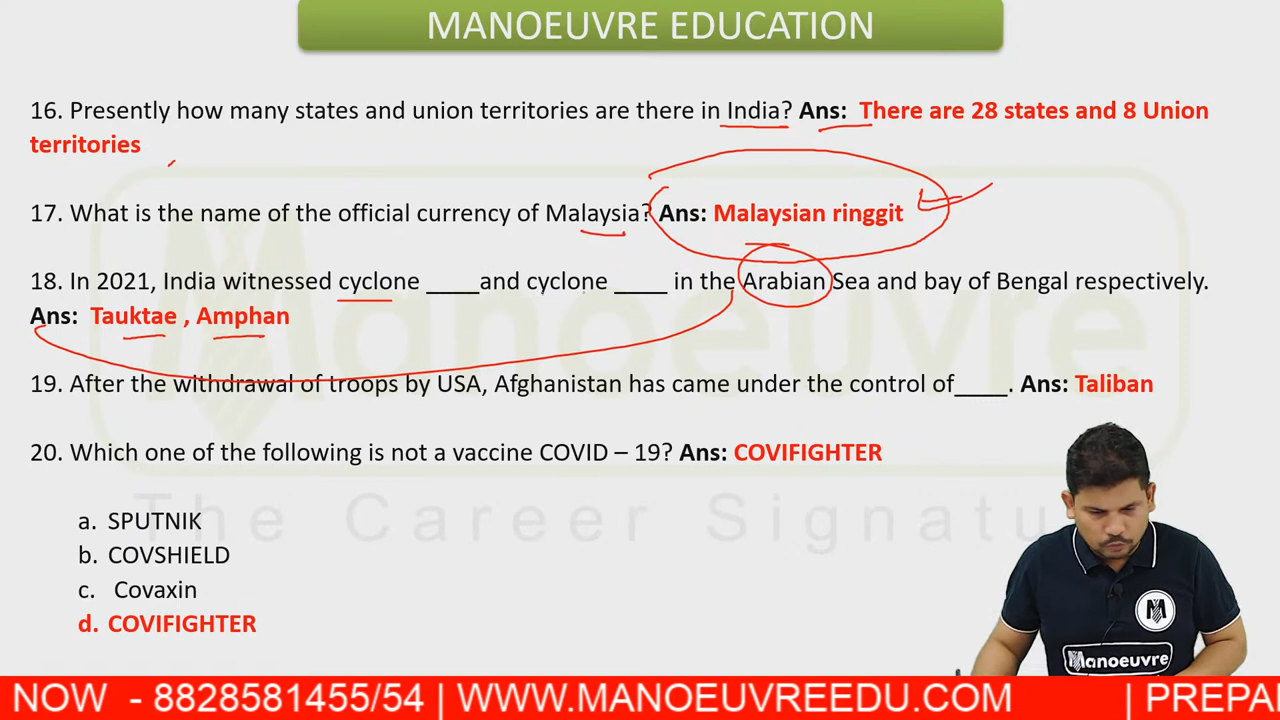 MANOEUVRE EDUCATION
16. Presently how many states and union territories are there in India? Ans: There are 28 states and 8 Union
territories
17. What is the name of the official currency of Malaysia? Ans: Malaysian ringgit
18. In 2021, India witnessed cyclone ____and cyclone ____ in the Arabian Sea and bay of Bengal respectively.
Ans: Tauktae , Amphan
19. After the withdrawal of troops by USA, Afghanistan has came under the control of____. Ans: Taliban
20. Which one of the following is not a vaccine COVID – 19? Ans: COVIFIGHTER
a. SPUTNIK
b. COVSHIELD
c. Covaxin
d. COVIFIGHTER
Manoeuvre
The Career Signatu
M
Manoeuvre
NOW - 8828581455/54 | WWW.MANOEUVREEDU.COM | PREPA